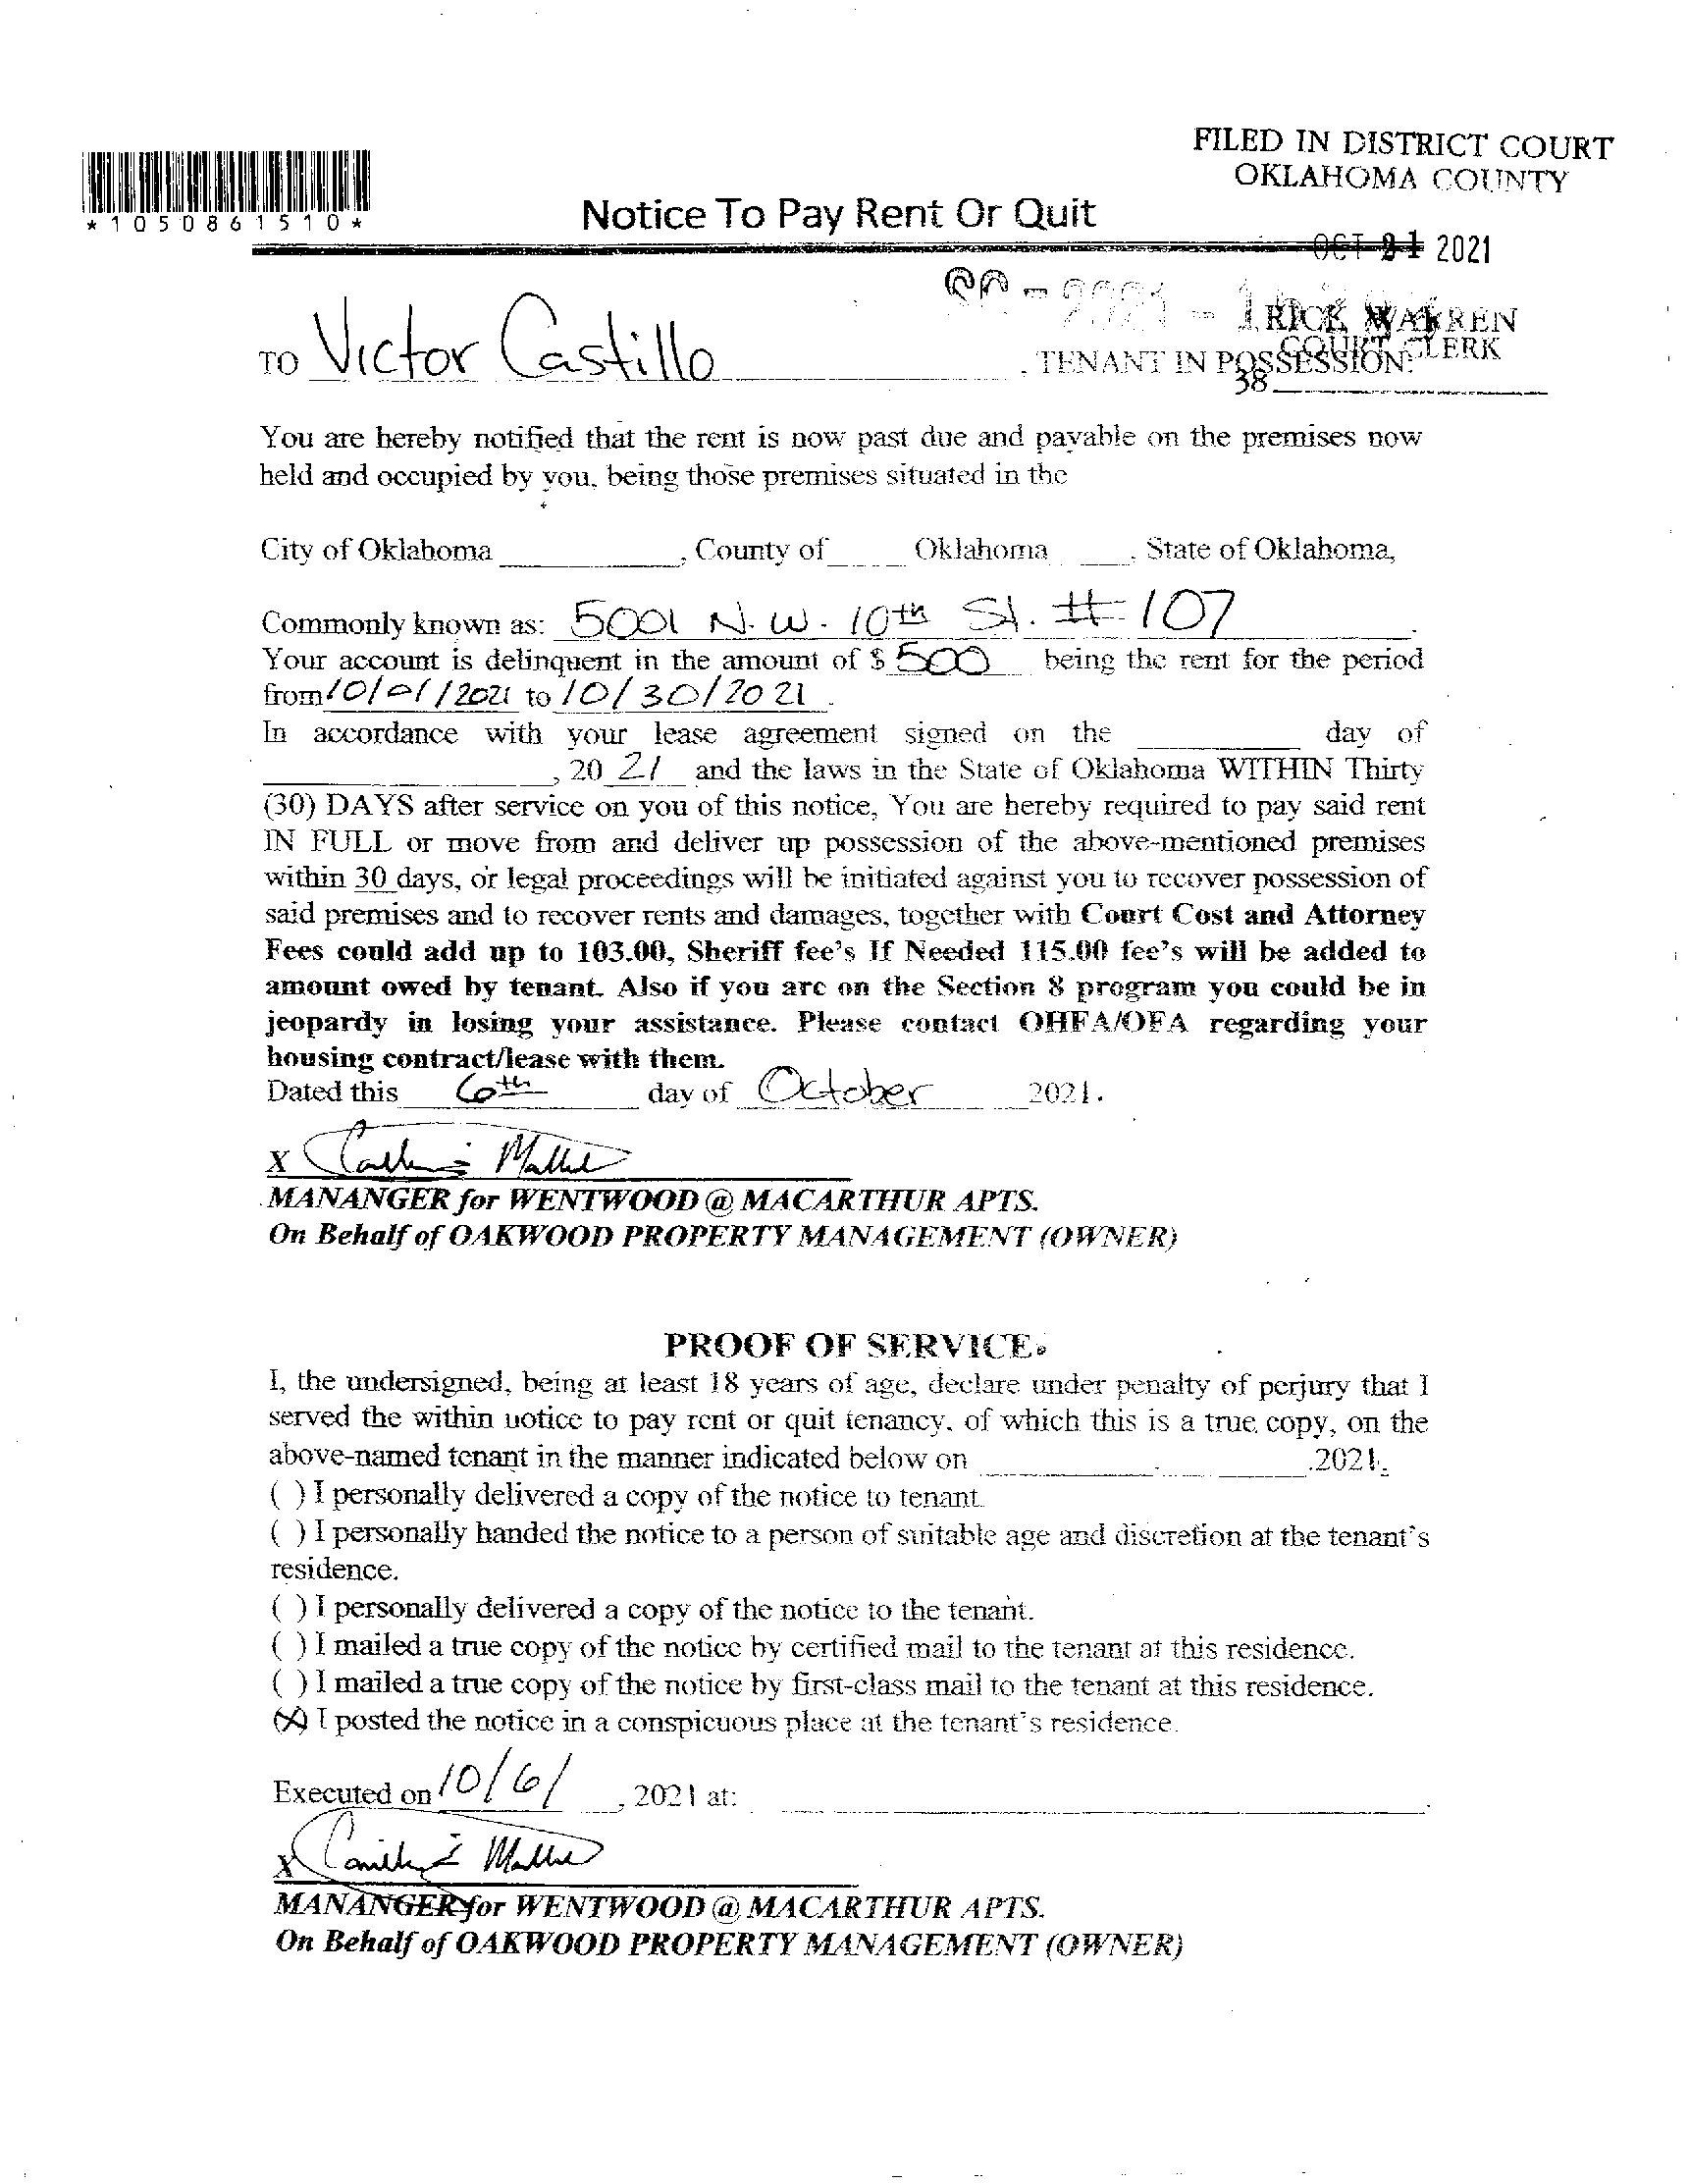 FILED IN DISTRICT COURT
OKLAHOMA COUNTY
*1050861510*
Notice To Pay Rent Or Quit
OCT 21 2021
RICK WARREN
COURT CLERK
38
TO Victor Castillo, TENANT IN POSSESSION:
You are hereby notified that the rent is now past due and payable on the premises now
held and occupied by you, being those premises situated in the
City of Oklahoma, County of Oklahoma, State of Oklahoma,
Commonly known as: 5001 N.W. 10th St. # 107.
Your account is delinquent in the amount of $ 500 being the rent for the period
from 10/01/2021 to 10/30/2021.
In accordance with your lease agreement signed on the day of
, 20 21 and the laws in the State of Oklahoma WITHIN Thirty
(30) DAYS after service on you of this notice, You are hereby required to pay said rent
IN FULL or move from and deliver up possession of the above-mentioned premises
within 30 days, or legal proceedings will be initiated against you to recover possession of
said premises and to recover rents and damages, together with Court Cost and Attorney
Fees could add up to 103.00, Sheriff fee's If Needed 115.00 fee's will be added to
amount owed by tenant. Also if you are on the Section 8 program you could be in
jeopardy in losing your assistance. Please contact OHFA/OFA regarding your
housing contract/lease with them.
Dated this 6th day of October 2021.
X
MANANGER for WENTWOOD @ MACARTHUR APTS.
On Behalf of OAKWOOD PROPERTY MANAGEMENT (OWNER)
PROOF OF SERVICE.
I, the undersigned, being at least 18 years of age, declare under penalty of perjury that I
served the within notice to pay rent or quit tenancy, of which this is a true copy, on the
above-named tenant in the manner indicated below on .2021.
( ) I personally delivered a copy of the notice to tenant.
( ) I personally handed the notice to a person of suitable age and discretion at the tenant's
residence.
( ) I personally delivered a copy of the notice to the tenant.
( ) I mailed a true copy of the notice by certified mail to the tenant at this residence.
( ) I mailed a true copy of the notice by first-class mail to the tenant at this residence.
(X) I posted the notice in a conspicuous place at the tenant's residence.
Executed on 10/6/, 2021 at: .
X
MANANGER for WENTWOOD @ MACARTHUR APTS.
On Behalf of OAKWOOD PROPERTY MANAGEMENT (OWNER)